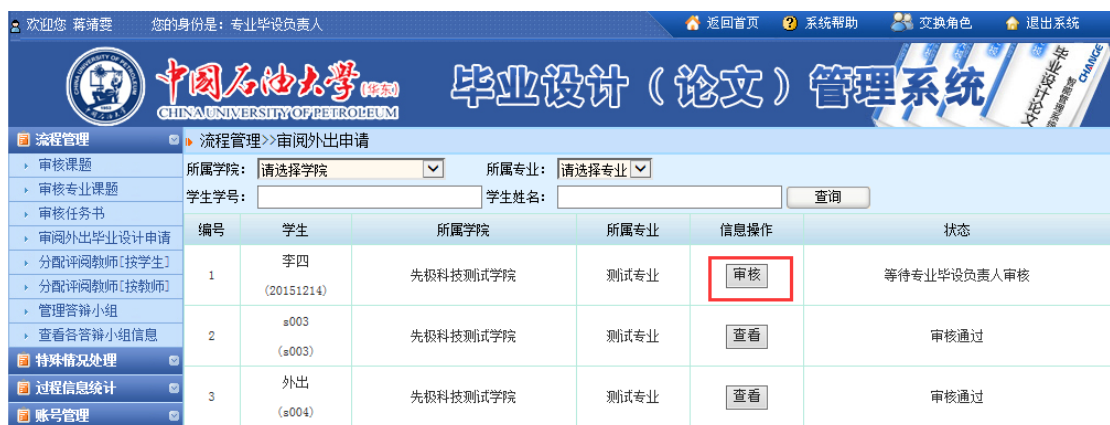 欢迎您 蒋靖雯 您的身份是：专业毕设负责人 返回首页 系统帮助 交换角色 退出系统
中国石油大学(华东) 毕业设计（论文）管理系统
CHINA UNIVERSITY OF PETROLEUM
毕业设计论文
智能管理系统
CHANGE
流程管理 流程管理>>审阅外出申请
审核课题 所属学院： 请选择学院 所属专业： 请选择专业
审核专业课题 学生学号： 学生姓名： 查询
审核任务书
审阅外出毕业设计申请
分配评阅教师[按学生]
分配评阅教师[按教师]
管理答辩小组
查看各答辩小组信息
特殊情况处理
过程信息统计
账号管理
编号 学生 所属学院 所属专业 信息操作 状态
1 李四 (20151214) 先极科技测试学院 测试专业 审核 等待专业毕设负责人审核
2 s003 (s003) 先极科技测试学院 测试专业 查看 审核通过
3 外出 (s004) 先极科技测试学院 测试专业 查看 审核通过